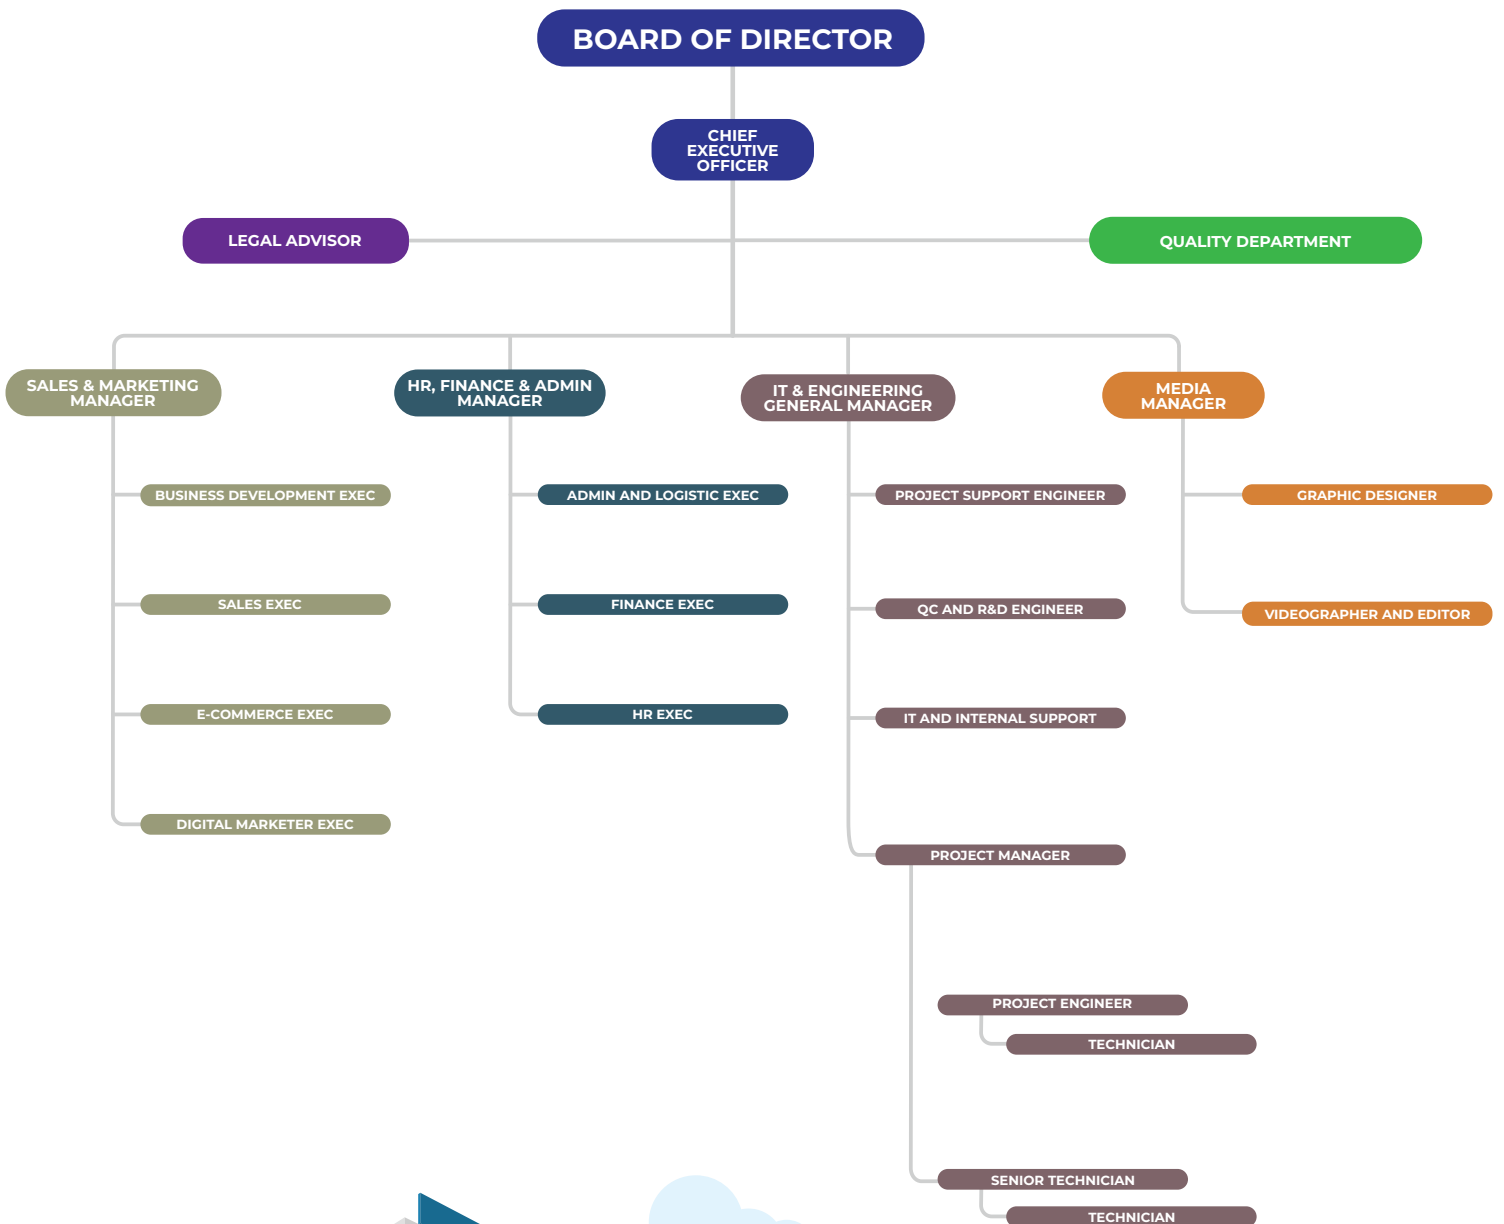 BOARD OF DIRECTOR
CHIEF
EXECUTIVE
OFFICER
LEGAL ADVISOR
QUALITY DEPARTMENT
SALES & MARKETING
MANAGER
HR, FINANCE & ADMIN
MANAGER
IT & ENGINEERING
GENERAL MANAGER
MEDIA
MANAGER
BUSINESS DEVELOPMENT EXEC
SALES EXEC
E-COMMERCE EXEC
DIGITAL MARKETER EXEC
ADMIN AND LOGISTIC EXEC
FINANCE EXEC
HR EXEC
PROJECT SUPPORT ENGINEER
QC AND R&D ENGINEER
IT AND INTERNAL SUPPORT
PROJECT MANAGER
PROJECT ENGINEER
TECHNICIAN
SENIOR TECHNICIAN
TECHNICIAN
GRAPHIC DESIGNER
VIDEOGRAPHER AND EDITOR